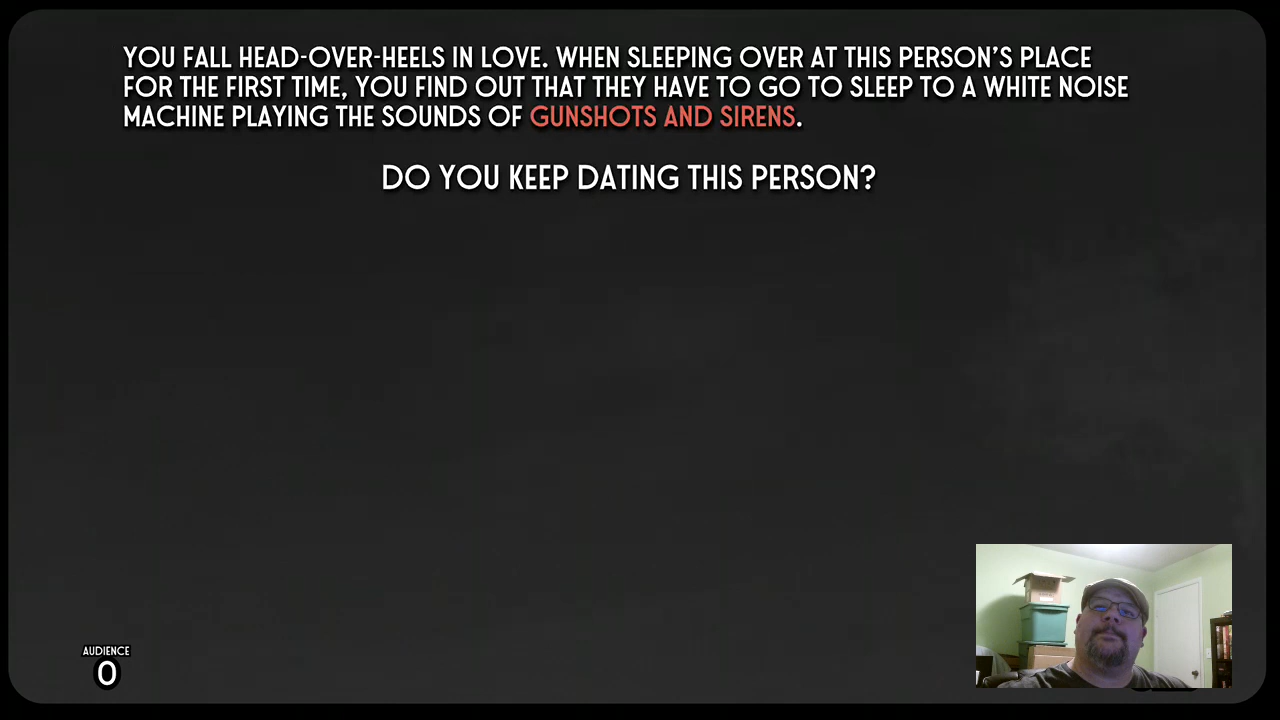 YOU FALL HEAD-OVER-HEELS IN LOVE. WHEN SLEEPING OVER AT THIS PERSON'S PLACE
FOR THE FIRST TIME, YOU FIND OUT THAT THEY HAVE TO GO TO SLEEP TO A WHITE NOISE
MACHINE PLAYING THE SOUNDS OF GUNSHOTS AND SIRENS.
DO YOU KEEP DATING THIS PERSON?
AUDIENCE
0